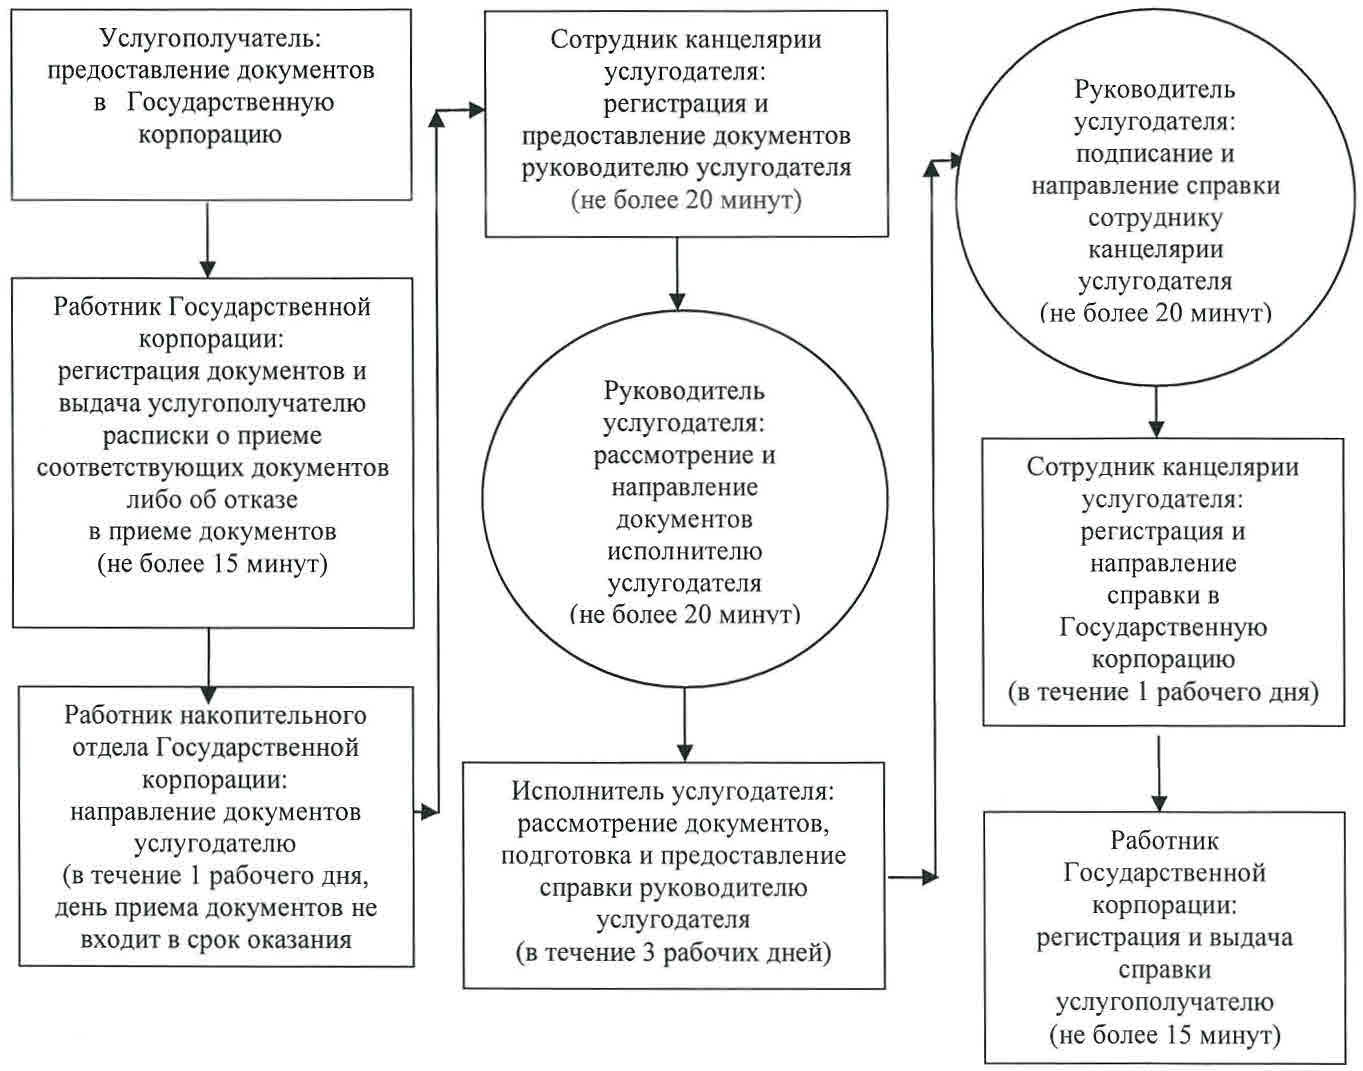 Услугополучатель:
предоставление документов
в Государственную
корпорацию
Работник Государственной
корпорации:
регистрация документов и
выдача услугополучателю
расписки о приеме
соответствующих документов
либо об отказе
в приеме документов
(не более 15 минут)
Работник накопительного
отдела Государственной
корпорации:
направление документов
услугодателю
(в течение 1 рабочего дня,
день приема документов не
входит в срок оказания
Сотрудник канцелярии
услугодателя:
регистрация и
предоставление документов
руководителю услугодателя
(не более 20 минут)
Руководитель
услугодателя:
рассмотрение и
направление
документов
исполнителю
услугодателя
(не более 20 минут)
Исполнитель услугодателя:
рассмотрение документов,
подготовка и предоставление
справки руководителю
услугодателя
(в течение 3 рабочих дней)
Руководитель
услугодателя:
подписание и
направление справки
сотруднику
канцелярии
услугодателя
(не более 20 минут)
Сотрудник канцелярии
услугодателя:
регистрация и
направление
справки в
Государственную
корпорацию
(в течение 1 рабочего дня)
Работник
Государственной
корпорации:
регистрация и выдача
справки
услугополучателю
(не более 15 минут)